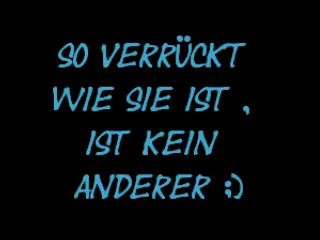 SO VERRÜCKT
WIE SIE IST ,
IST KEIN
ANDERER ;)